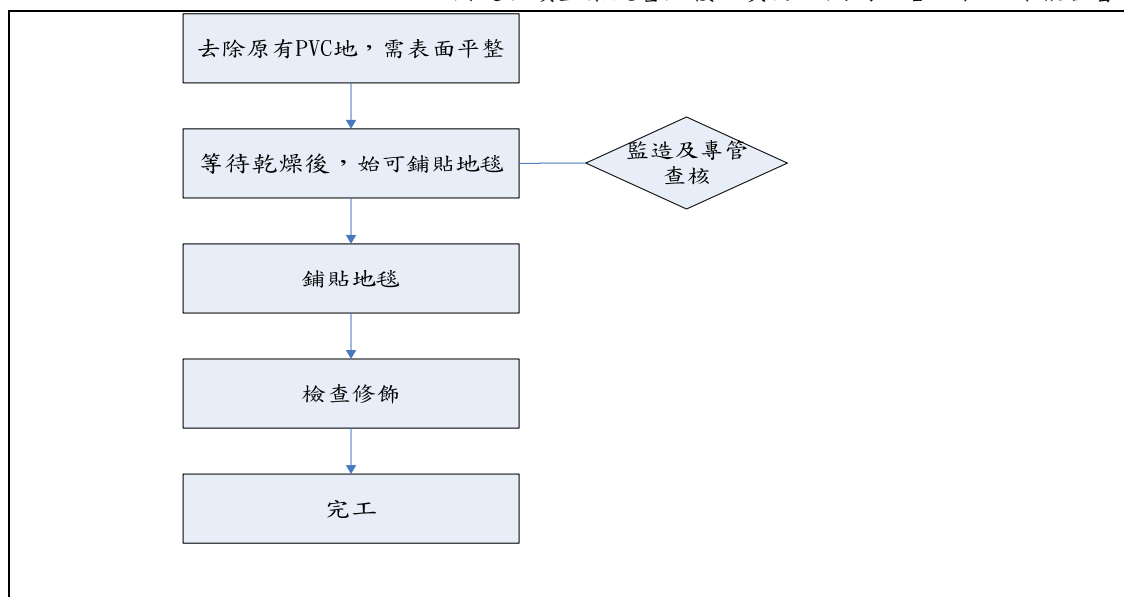 去除原有PVC地，需表面平整
等待乾燥後，始可鋪貼地毯
監造及專管
查核
鋪貼地毯
檢查修飾
完工